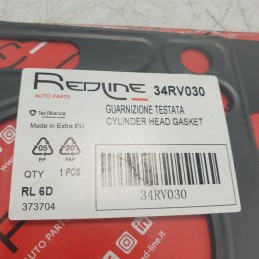 REDLINE 34RV030
AUTO PARTS
GUARNIZIONE TESTATA
CYLINDER HEAD GASKET
TecAlliance
Made in Extra EU
05
PP
20
PAP
QTY 1 PCS
RL 6D
373704
34RV030